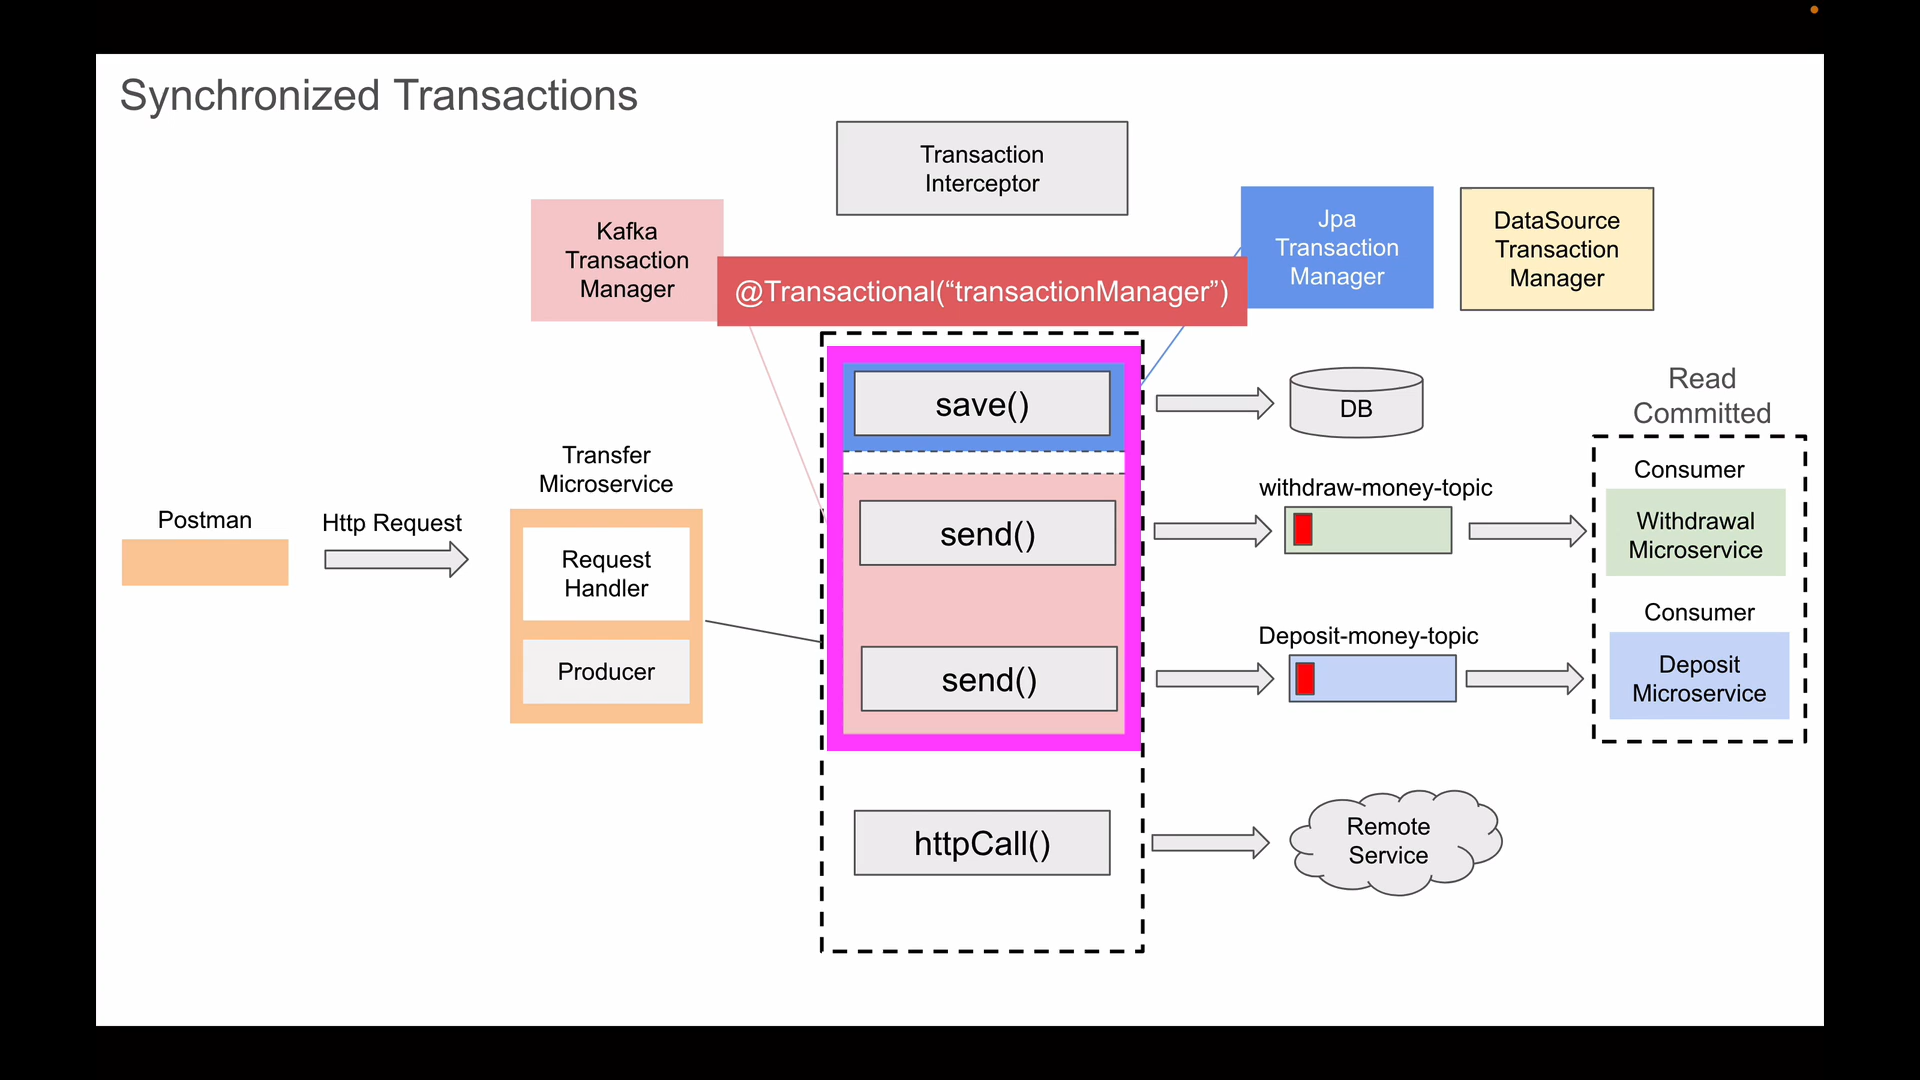 Synchronized Transactions
Transaction
Interceptor
Kafka
Transaction
Manager
@Transactional(“transactionManager”)
Jpa
Transaction
Manager
DataSource
Transaction
Manager
save()
DB
Read
Committed
Transfer
Microservice
Postman
Http Request
Request
Handler
Producer
send()
withdraw-money-topic
Consumer
Withdrawal
Microservice
send()
Deposit-money-topic
Consumer
Deposit
Microservice
httpCall()
Remote
Service